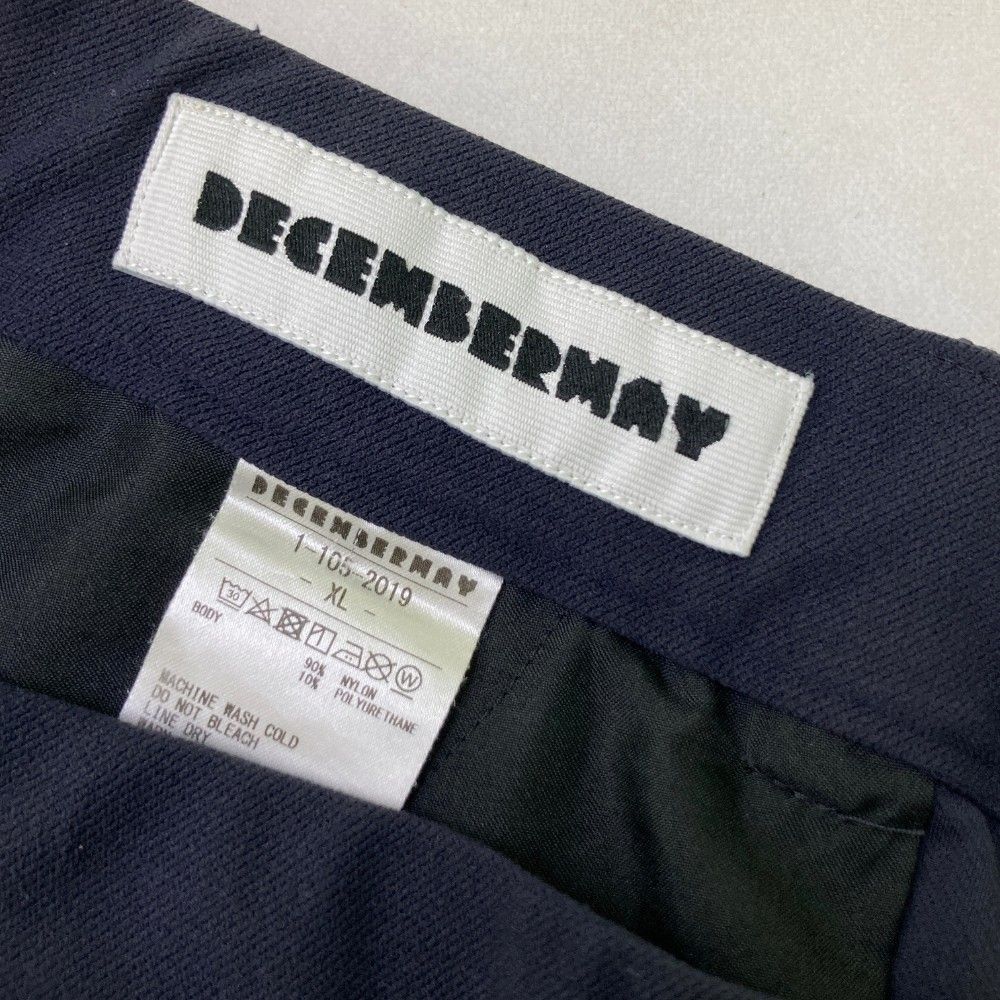 DECEMBERMAY
DECEMBERMAY
1-105-2019
- XL -
30 W
BODY
90% NYLON
10% POLYURETHANE
MACHINE WASH COLD
DO NOT BLEACH
LINE DRY